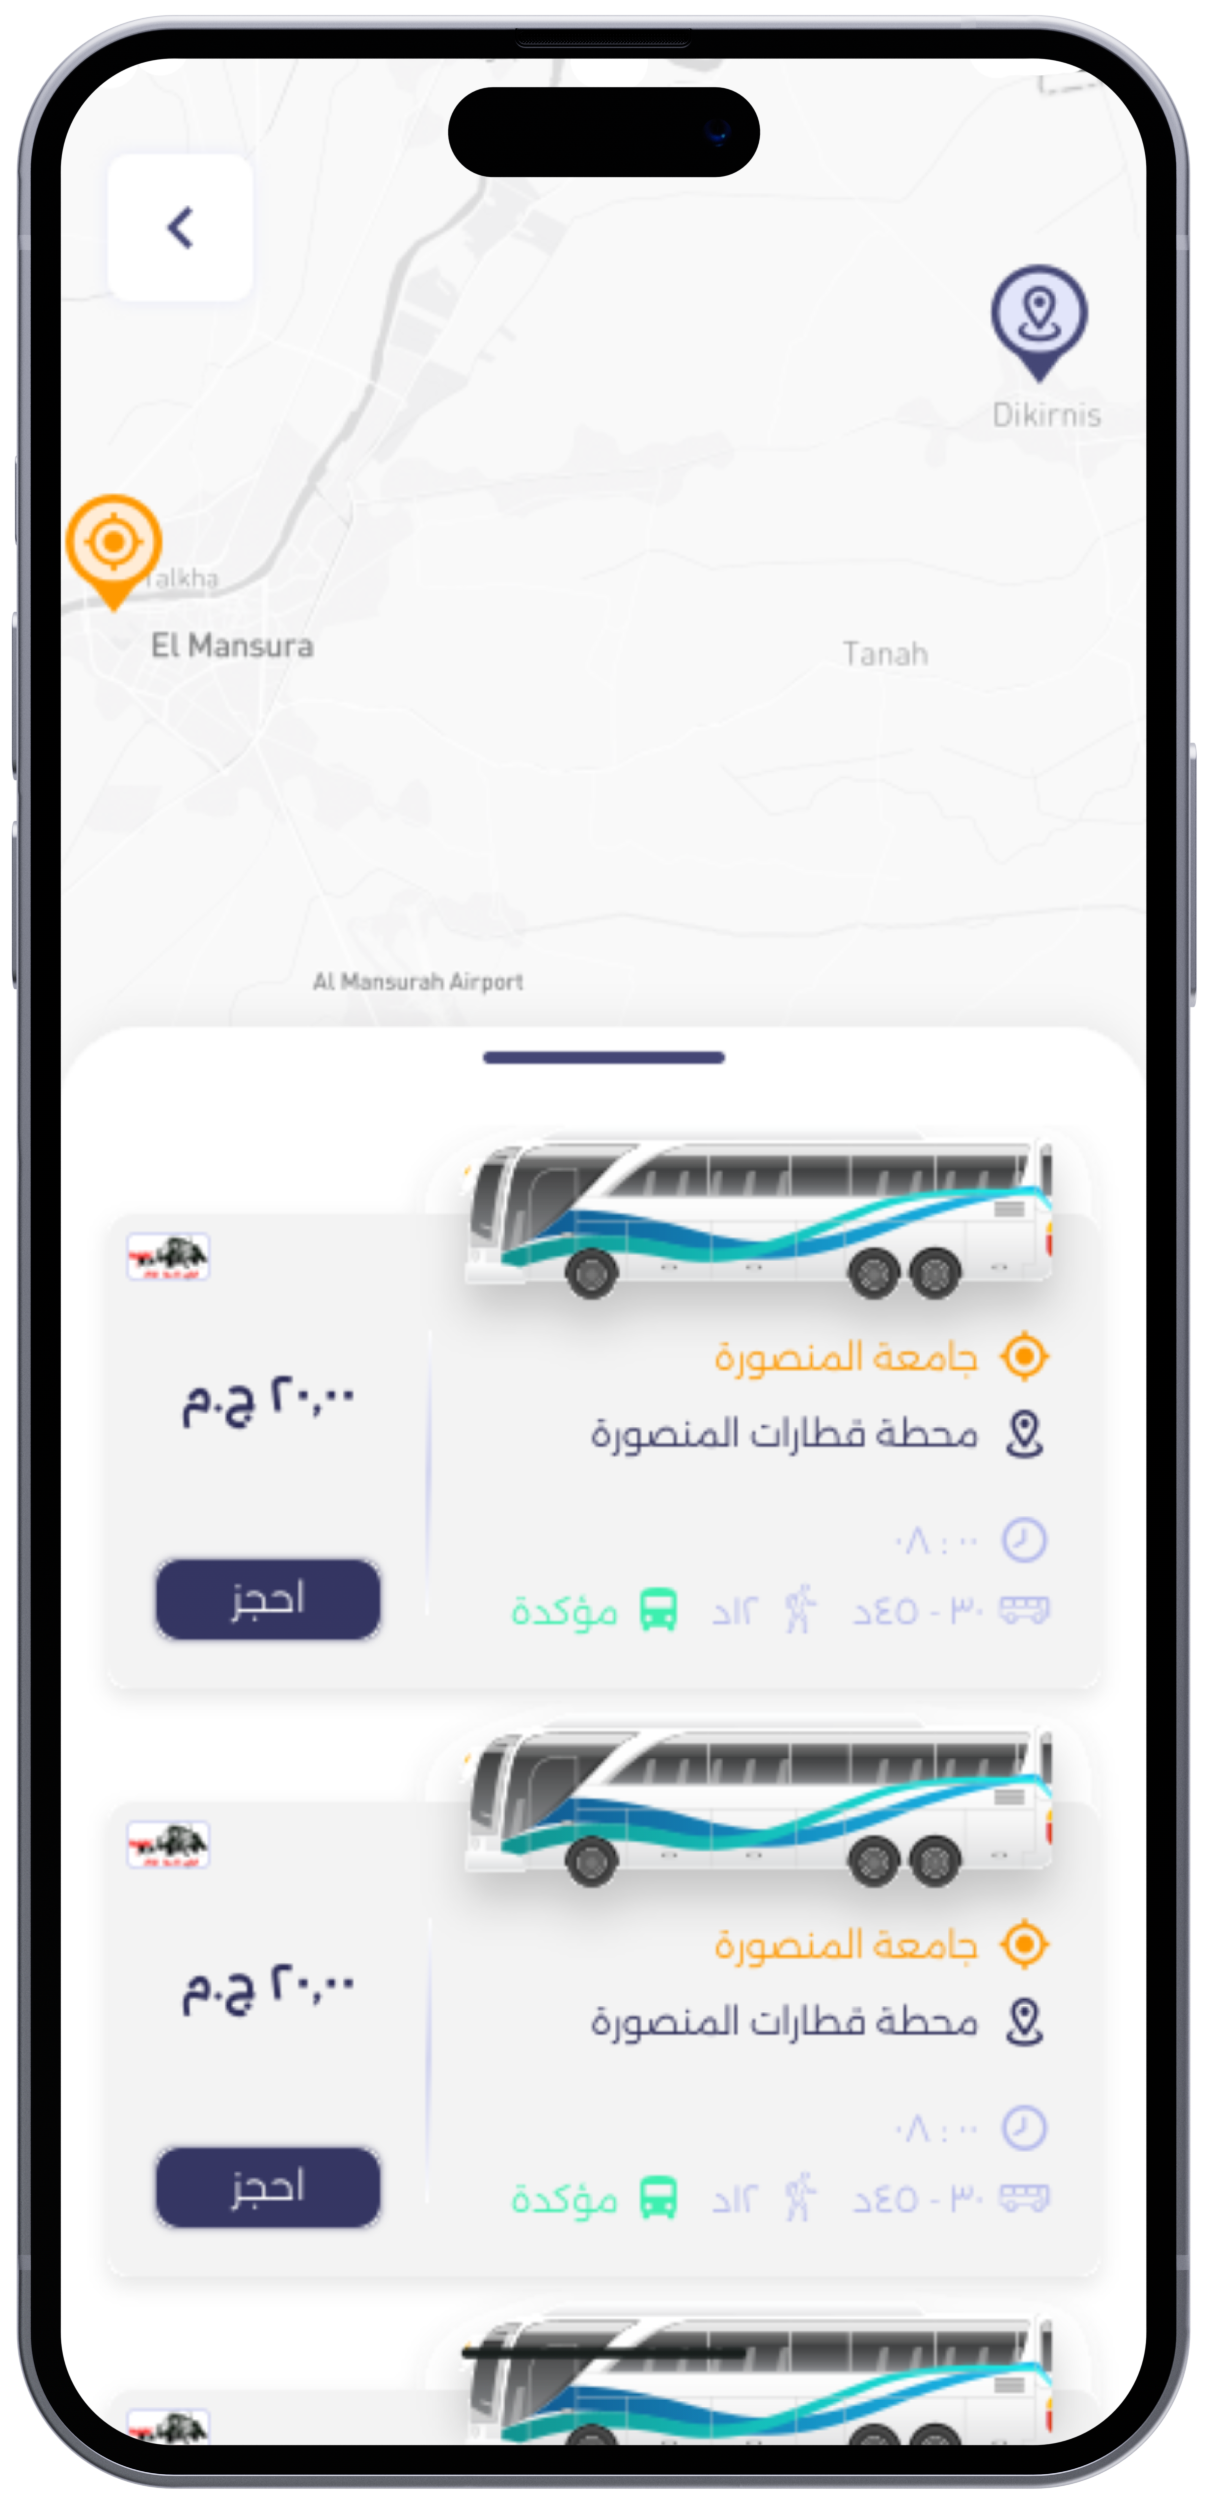 Dikirnis
Talkha
El Mansura
Tanah
Al Mansurah Airport
جامعة المنصورة
محطة قطارات المنصورة
٢٠,٠٠ ج.م
٠٨ : ٠٠
٣٠ - ٤٥د ١٢د مؤكدة
احجز
جامعة المنصورة
محطة قطارات المنصورة
٢٠,٠٠ ج.م
٠٨ : ٠٠
٣٠ - ٤٥د ١٢د مؤكدة
احجز